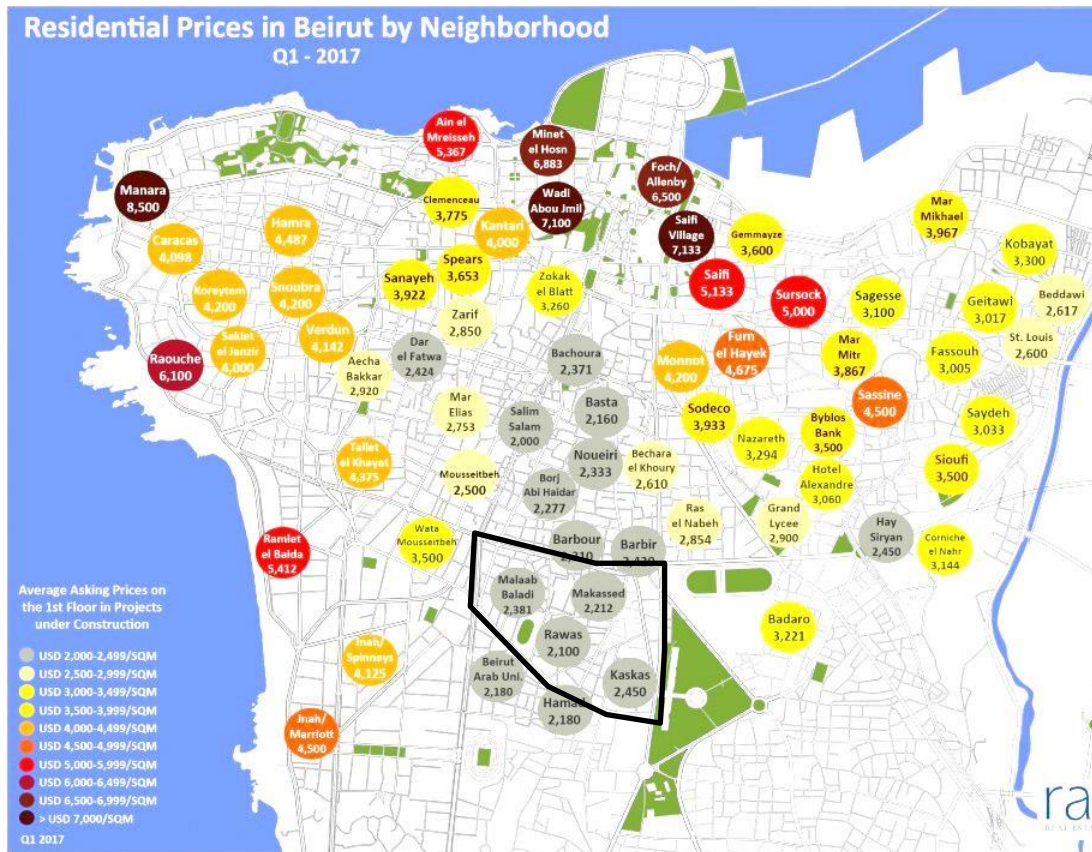 Residential Prices in Beirut by Neighborhood
Q1 - 2017
Ain el
Mreisseh
5,367
Minet
el Hosn
6,883
Foch/
Allenby
6,500
Manara
8,500
Clemenceau
3,775
Wadi
Abou Jmil
7,100
Saifi
Village
7,133
Gemmayze
3,600
Mar
Mikhael
3,967
Kobayat
3,300
Caracas
4,098
Hamra
4,487
Kantari
4,000
Spears
3,653
Sanayeh
3,922
Zokak
el Blatt
3,260
Saifi
5,133
Sursock
5,000
Sagesse
3,100
Geitawi
3,017
Beddawi
2,617
Koreytem
4,200
Snoubra
4,200
Verdun
4,142
Zarif
2,850
Dar
el Fatwa
2,424
Bachoura
2,371
Monnot
4,200
Furn
el Hayek
4,675
Mar
Mitr
3,867
Fassouh
3,005
St. Louis
2,600
Raouche
6,100
Sakiet
el Janzir
4,000
Aecha
Bakkar
2,920
Mar
Elias
2,753
Salim
Salam
2,000
Basta
2,160
Sodeco
3,933
Sassine
4,500
Saydeh
3,033
Nazareth
3,294
Byblos
Bank
3,500
Tallet
el Khayat
4,375
Mousseitbeh
2,500
Noueiri
2,333
Bechara
el Khoury
2,610
Borj
Abi Haidar
2,277
Hotel
Alexandre
3,060
Sioufi
3,500
Ras
el Nabeh
2,854
Grand
Lycee
2,900
Hay
Siryan
2,450
Corniche
el Nahr
3,144
Ramlet
el Baida
5,412
Wata
Mousseitbeh
3,500
Barbour
Barbir
Malaab
Baladi
2,381
Makassed
2,212
Rawas
2,100
Badaro
3,221
Jnah/
Spinneys
4,125
Beirut
Arab Uni.
2,180
Kaskas
2,450
Hamad
2,180
Jnah/
Marriott
4,500
Average Asking Prices on
the 1st Floor in Projects
under Construction
USD 2,000-2,499/SQM
USD 2,500-2,999/SQM
USD 3,000-3,499/SQM
USD 3,500-3,999/SQM
USD 4,000-4,499/SQM
USD 4,500-4,999/SQM
USD 5,000-5,999/SQM
USD 6,000-6,499/SQM
USD 6,500-6,999/SQM
> USD 7,000/SQM
Q1 2017